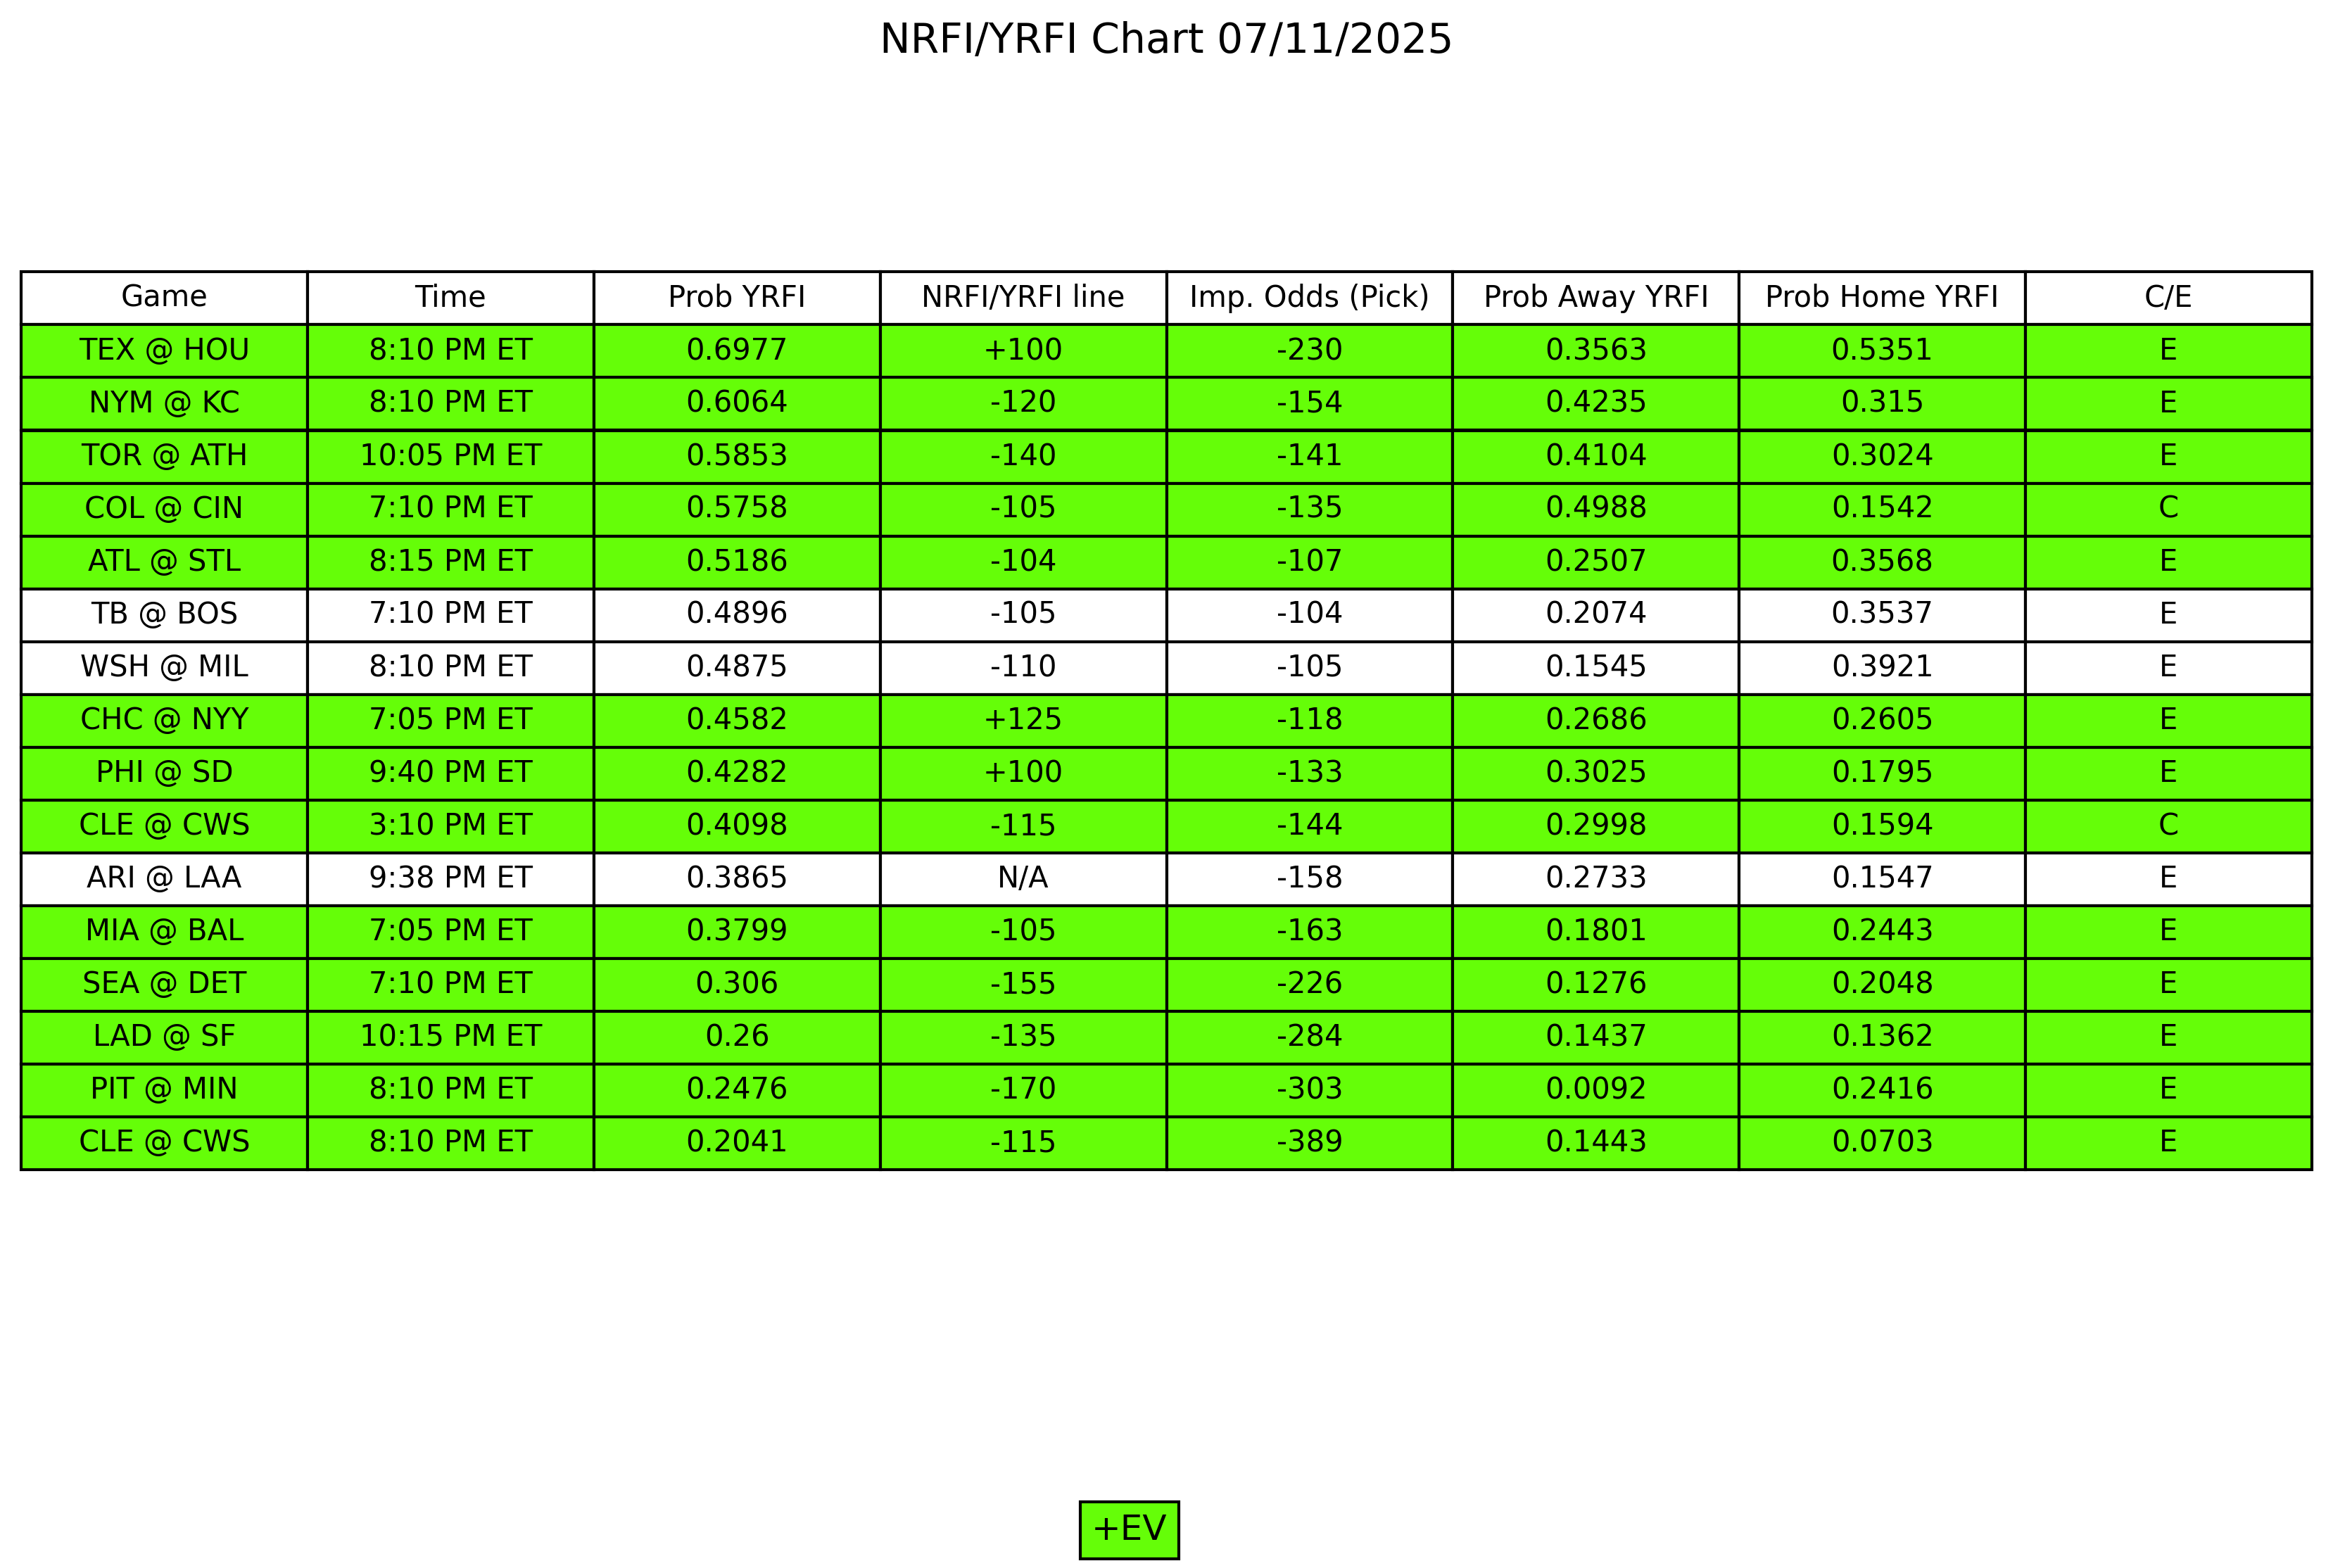 NRFI/YRFI Chart 07/11/2025
Game Time Prob YRFI NRFI/YRFI line Imp. Odds (Pick) Prob Away YRFI Prob Home YRFI C/E
TEX @ HOU 8:10 PM ET 0.6977 +100 -230 0.3563 0.5351 E
NYM @ KC 8:10 PM ET 0.6064 -120 -154 0.4235 0.315 E
TOR @ ATH 10:05 PM ET 0.5853 -140 -141 0.4104 0.3024 E
COL @ CIN 7:10 PM ET 0.5758 -105 -135 0.4988 0.1542 C
ATL @ STL 8:15 PM ET 0.5186 -104 -107 0.2507 0.3568 E
TB @ BOS 7:10 PM ET 0.4896 -105 -104 0.2074 0.3537 E
WSH @ MIL 8:10 PM ET 0.4875 -110 -105 0.1545 0.3921 E
CHC @ NYY 7:05 PM ET 0.4582 +125 -118 0.2686 0.2605 E
PHI @ SD 9:40 PM ET 0.4282 +100 -133 0.3025 0.1795 E
CLE @ CWS 3:10 PM ET 0.4098 -115 -144 0.2998 0.1594 C
ARI @ LAA 9:38 PM ET 0.3865 N/A -158 0.2733 0.1547 E
MIA @ BAL 7:05 PM ET 0.3799 -105 -163 0.1801 0.2443 E
SEA @ DET 7:10 PM ET 0.306 -155 -226 0.1276 0.2048 E
LAD @ SF 10:15 PM ET 0.26 -135 -284 0.1437 0.1362 E
PIT @ MIN 8:10 PM ET 0.2476 -170 -303 0.0092 0.2416 E
CLE @ CWS 8:10 PM ET 0.2041 -115 -389 0.1443 0.0703 E
+EV